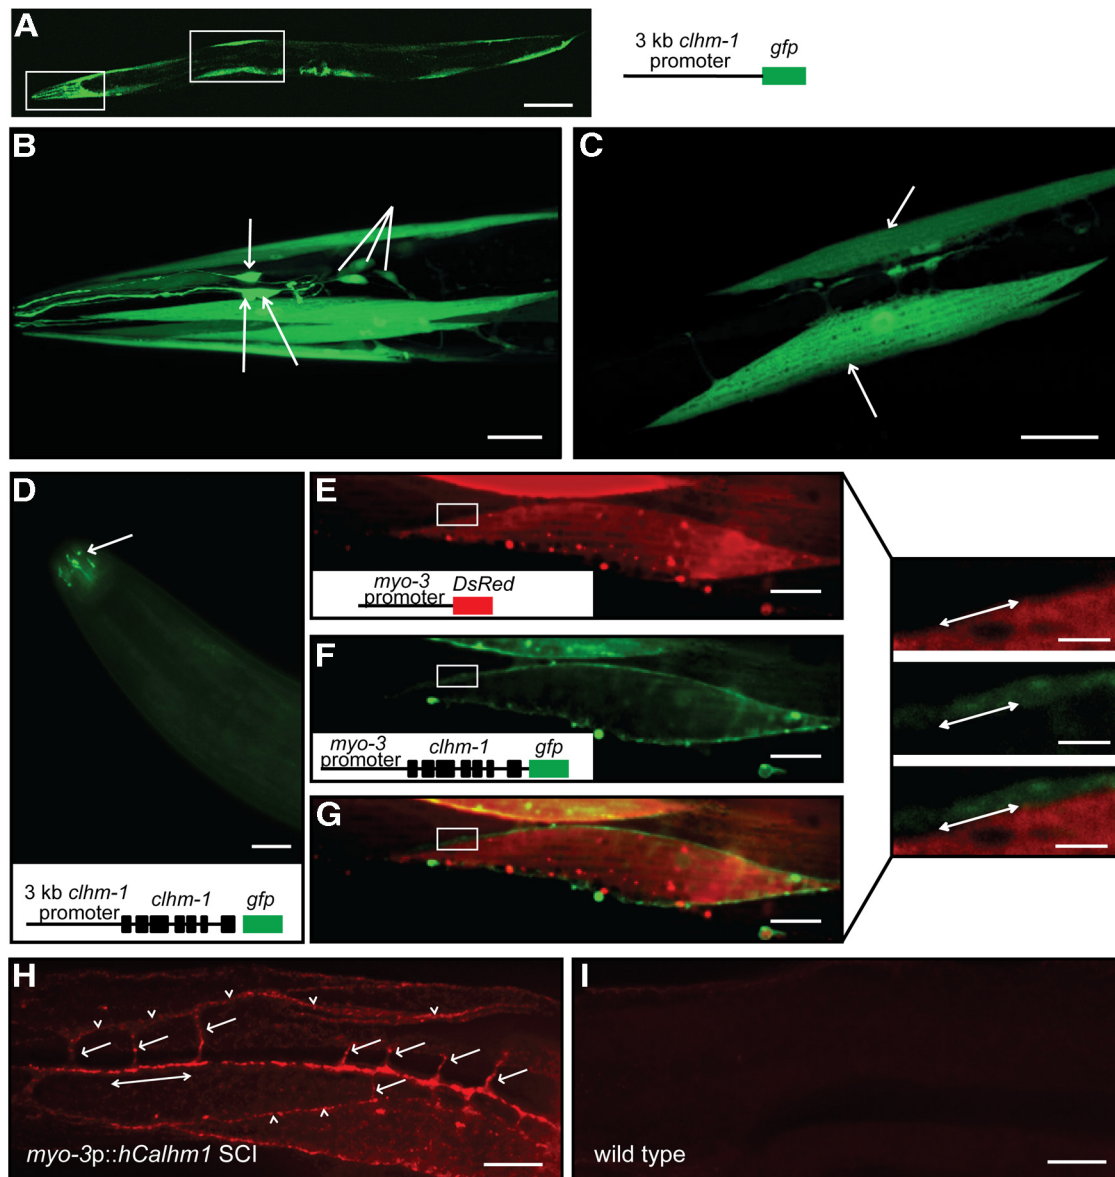 A
3 kb clhm-1
promoter
gfp
B
C
D
E
myo-3
promoter
DsRed
F
myo-3
promoter
clhm-1
gfp
G
3 kb clhm-1
promoter
clhm-1
gfp
H
myo-3p::hCalhm1 SCI
I
wild type